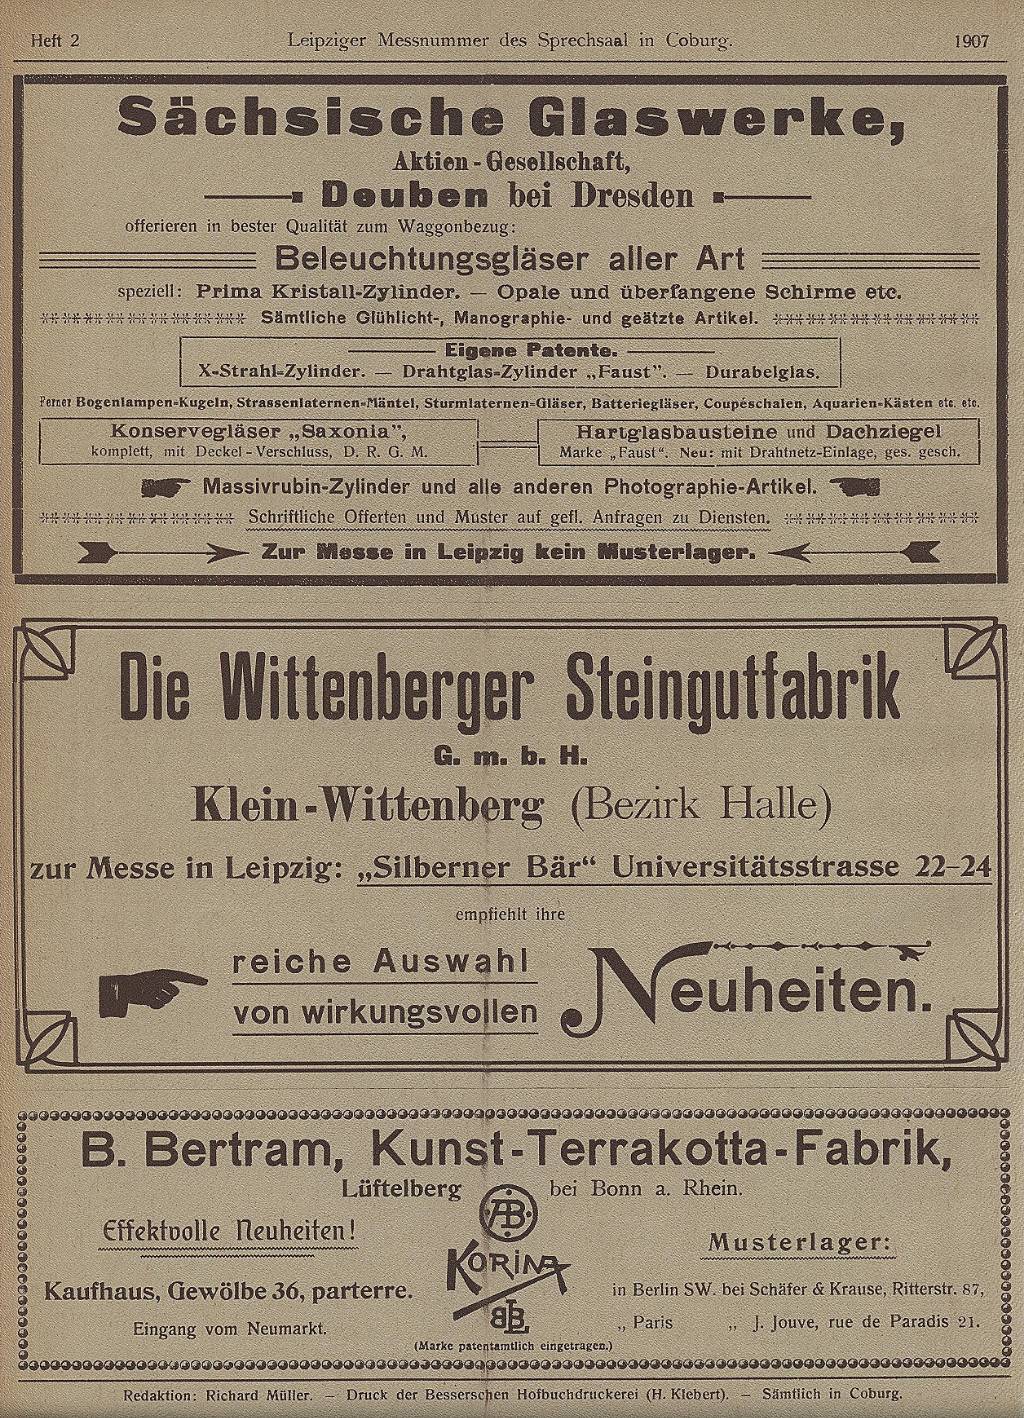 Heft 2 Leipziger Messnummer des Sprechsaal in Coburg. 1907
Sächsische Glaswerke,
Aktien-Gesellschaft,
Deuben bei Dresden
offerieren in bester Qualität zum Waggonbezug:
Beleuchtungsgläser aller Art
speziell: Prima Kristall-Zylinder. — Opale und überfangene Schirme etc.
Sämtliche Glühlicht-, Manographie- und geätzte Artikel.
Eigene Patente.
X-Strahl-Zylinder. — Drahtglas-Zylinder „Faust”. — Durabelglas.
Ferner Bogenlampen-Kugeln, Strassenlaternen-Mäntel, Sturmlaternen-Gläser, Batteriegläser, Coupéschalen, Aquarien-Kästen etc. etc.
Konservegläser „Saxonia”,
komplett, mit Deckel-Verschluss, D. R. G. M.
Hartglasbausteine und Dachziegel
Marke „Faust”. Neu: mit Drahtnetz-Einlage, ges. gesch.
Massivrubin-Zylinder und alle anderen Photographie-Artikel.
Schriftliche Offerten und Muster auf gefl. Anfragen zu Diensten.
Zur Messe in Leipzig kein Musterlager.
Die Wittenberger Steingutfabrik
G. m. b. H.
Klein-Wittenberg (Bezirk Halle)
zur Messe in Leipzig: „Silberner Bär“ Universitätsstrasse 22–24
empfiehlt ihre
reiche Auswahl
von wirkungsvollen
Neuheiten.
B. Bertram, Kunst-Terrakotta-Fabrik,
Lüftelberg bei Bonn a. Rhein.
Effektvolle Neuheiten!
Kaufhaus, Gewölbe 36, parterre.
Eingang vom Neumarkt.
AB
KORINA
BL
(Marke patentamtlich eingetragen.)
Musterlager:
in Berlin SW. bei Schäfer & Krause, Ritterstr. 87,
„ Paris „ J. Jouve, rue de Paradis 21.
Redaktion: Richard Müller. — Druck der Besserschen Hofbuchdruckerei (H. Klebert). — Sämtlich in Coburg.